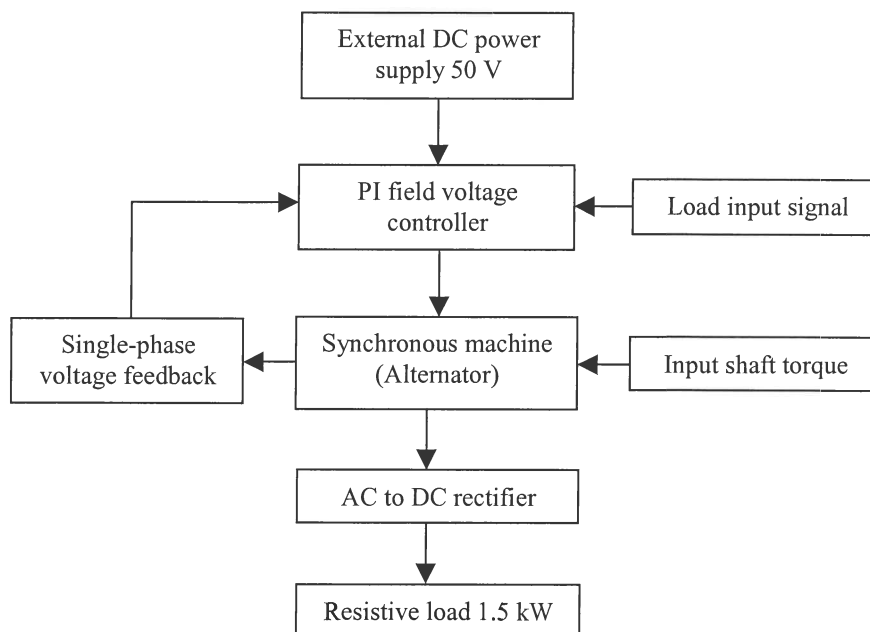 External DC power
supply 50 V
PI field voltage
controller
Load input signal
Single-phase
voltage feedback
Synchronous machine
(Alternator)
Input shaft torque
AC to DC rectifier
Resistive load 1.5 kW